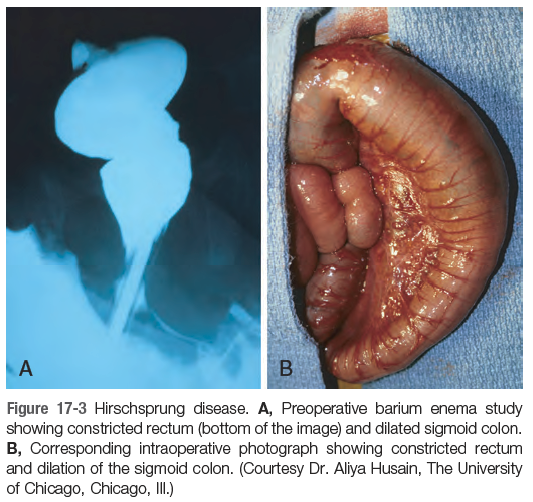 A
B
Figure 17-3 Hirschsprung disease. A, Preoperative barium enema study
showing constricted rectum (bottom of the image) and dilated sigmoid colon.
B, Corresponding intraoperative photograph showing constricted rectum
and dilation of the sigmoid colon. (Courtesy Dr. Aliya Husain, The University
of Chicago, Chicago, Ill.)